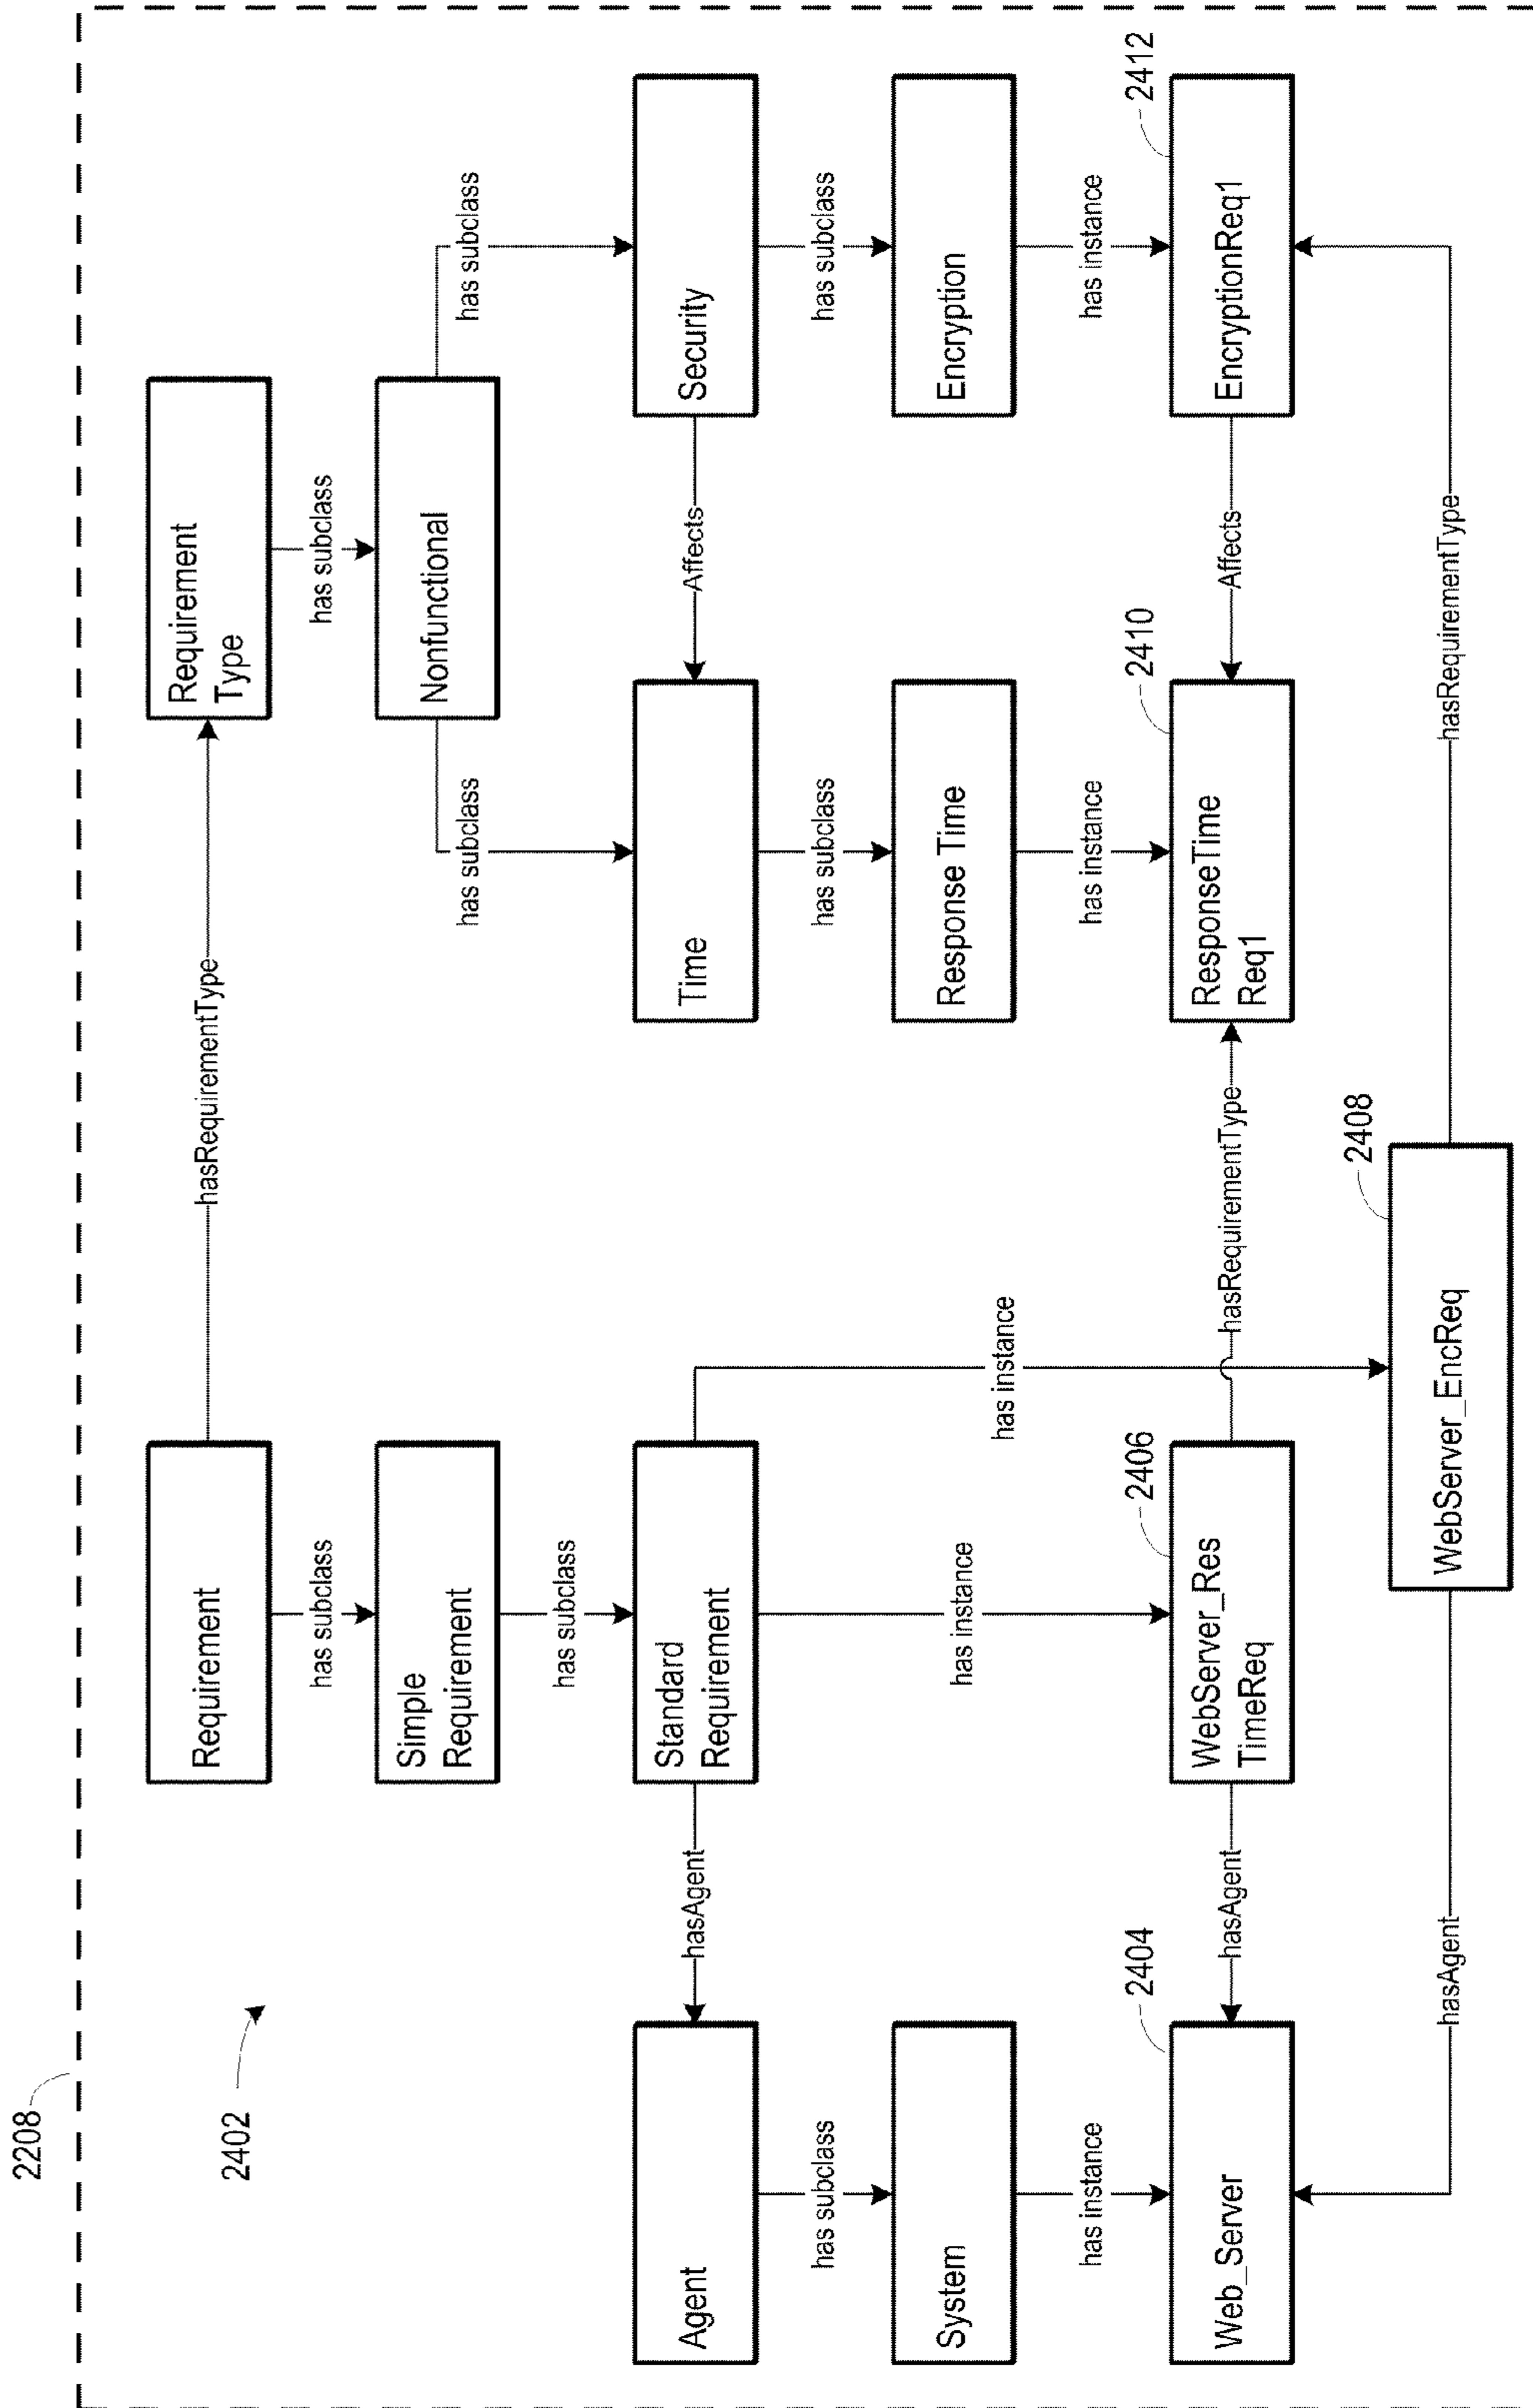 2208
2402
Requirement
hasRequirementType
Requirement
Type
has subclass
has subclass
Simple
Requirement
Nonfunctional
has subclass
has subclass
has subclass
Agent
hasAgent
Standard
Requirement
Time
Affects
Security
has subclass
has instance
has instance
has subclass
has subclass
System
Response Time
Encryption
has instance
has instance
has instance
2404
2406
2410
2412
Web_Server
hasAgent
WebServer_Res
TimeReq
hasRequirementType
ResponseTime
Req1
Affects
EncryptionReq1
2408
hasAgent
WebServer_EncReq
hasRequirementType